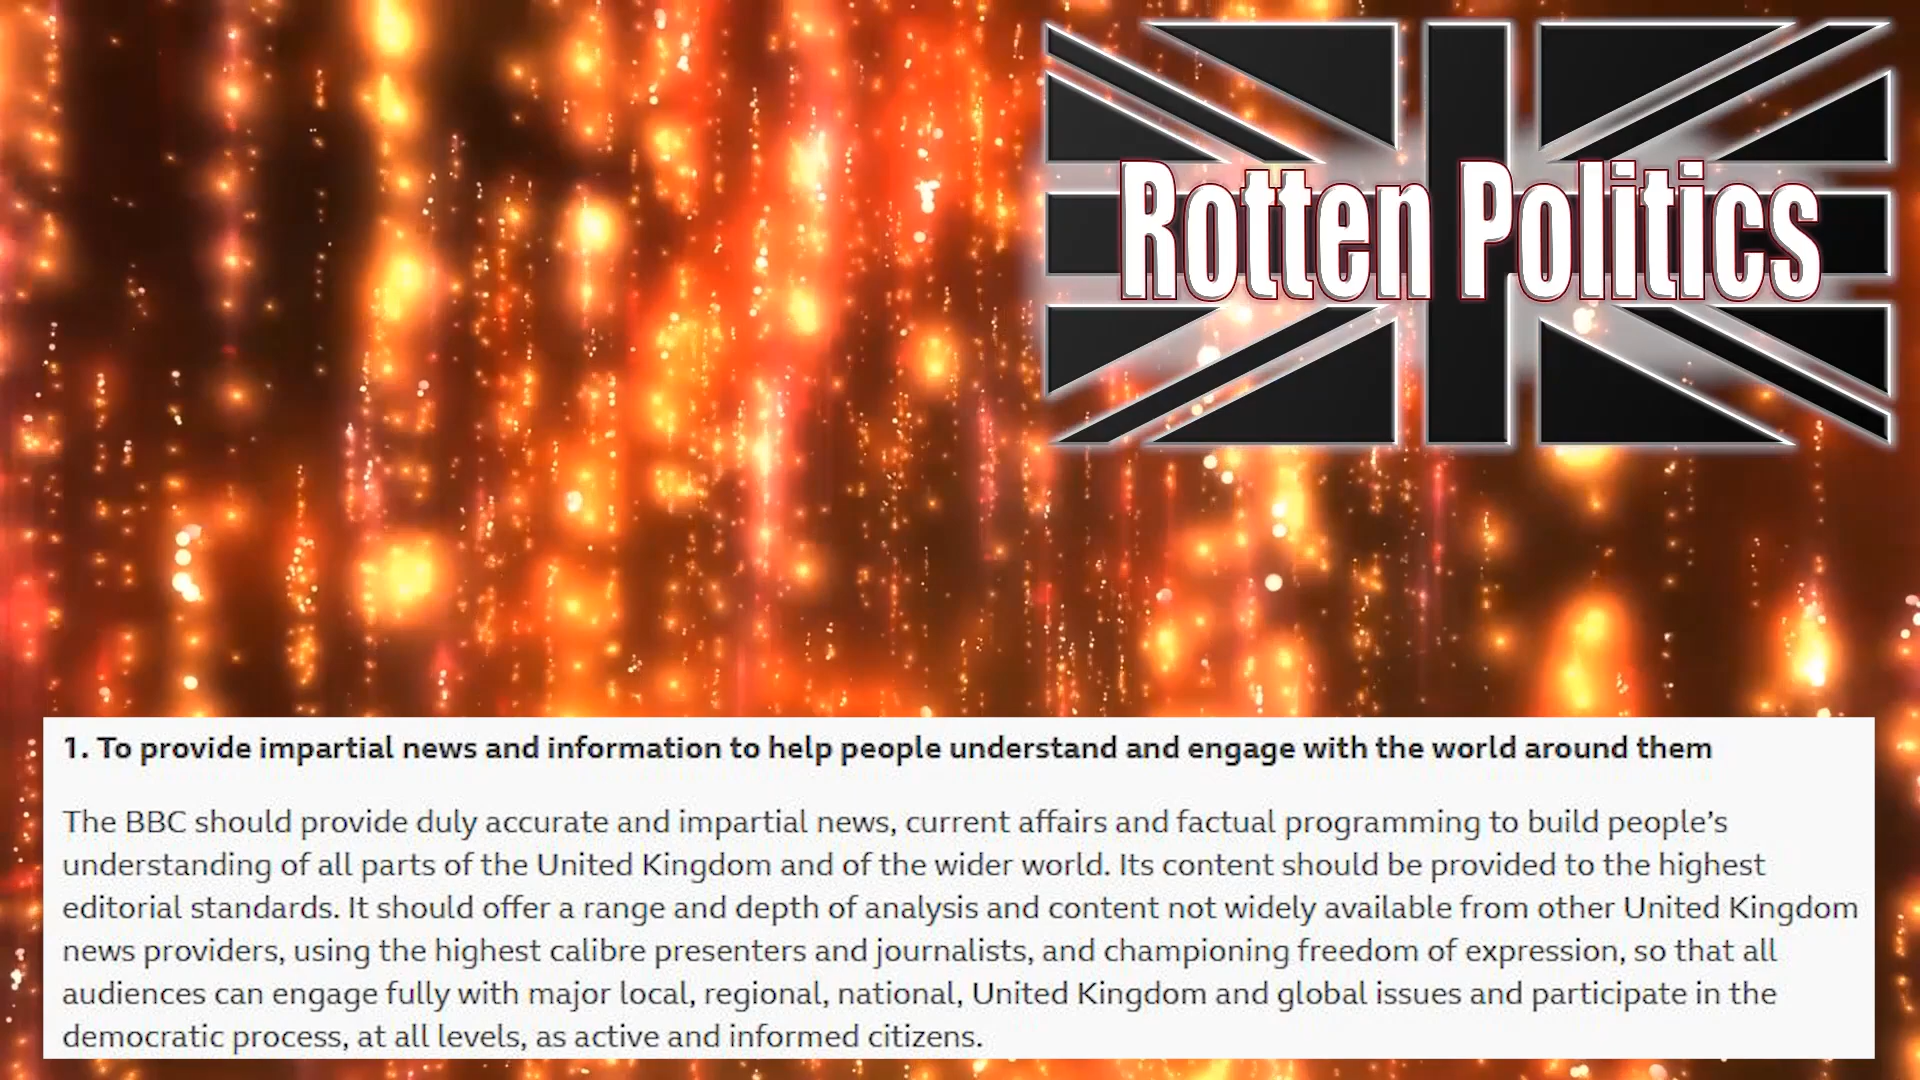 Rotten Politics
1. To provide impartial news and information to help people understand and engage with the world around them
The BBC should provide duly accurate and impartial news, current affairs and factual programming to build people’s
understanding of all parts of the United Kingdom and of the wider world. Its content should be provided to the highest
editorial standards. It should offer a range and depth of analysis and content not widely available from other United Kingdom
news providers, using the highest calibre presenters and journalists, and championing freedom of expression, so that all
audiences can engage fully with major local, regional, national, United Kingdom and global issues and participate in the
democratic process, at all levels, as active and informed citizens.